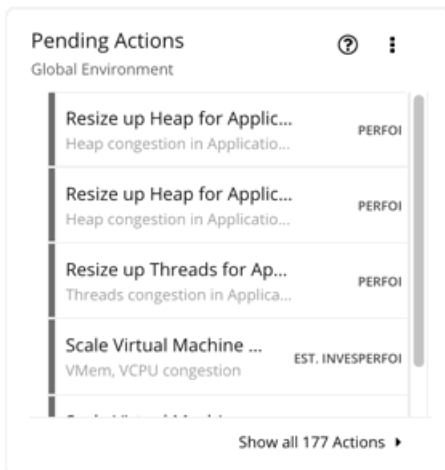 Pending Actions
Global Environment
Resize up Heap for Applic...
PERFOI
Heap congestion in Applicatio...
Resize up Heap for Applic...
PERFOI
Heap congestion in Applicatio...
Resize up Threads for Ap...
PERFOI
Threads congestion in Applica...
Scale Virtual Machine ...
EST. INVESPERFOI
VMem, VCPU congestion
Show all 177 Actions